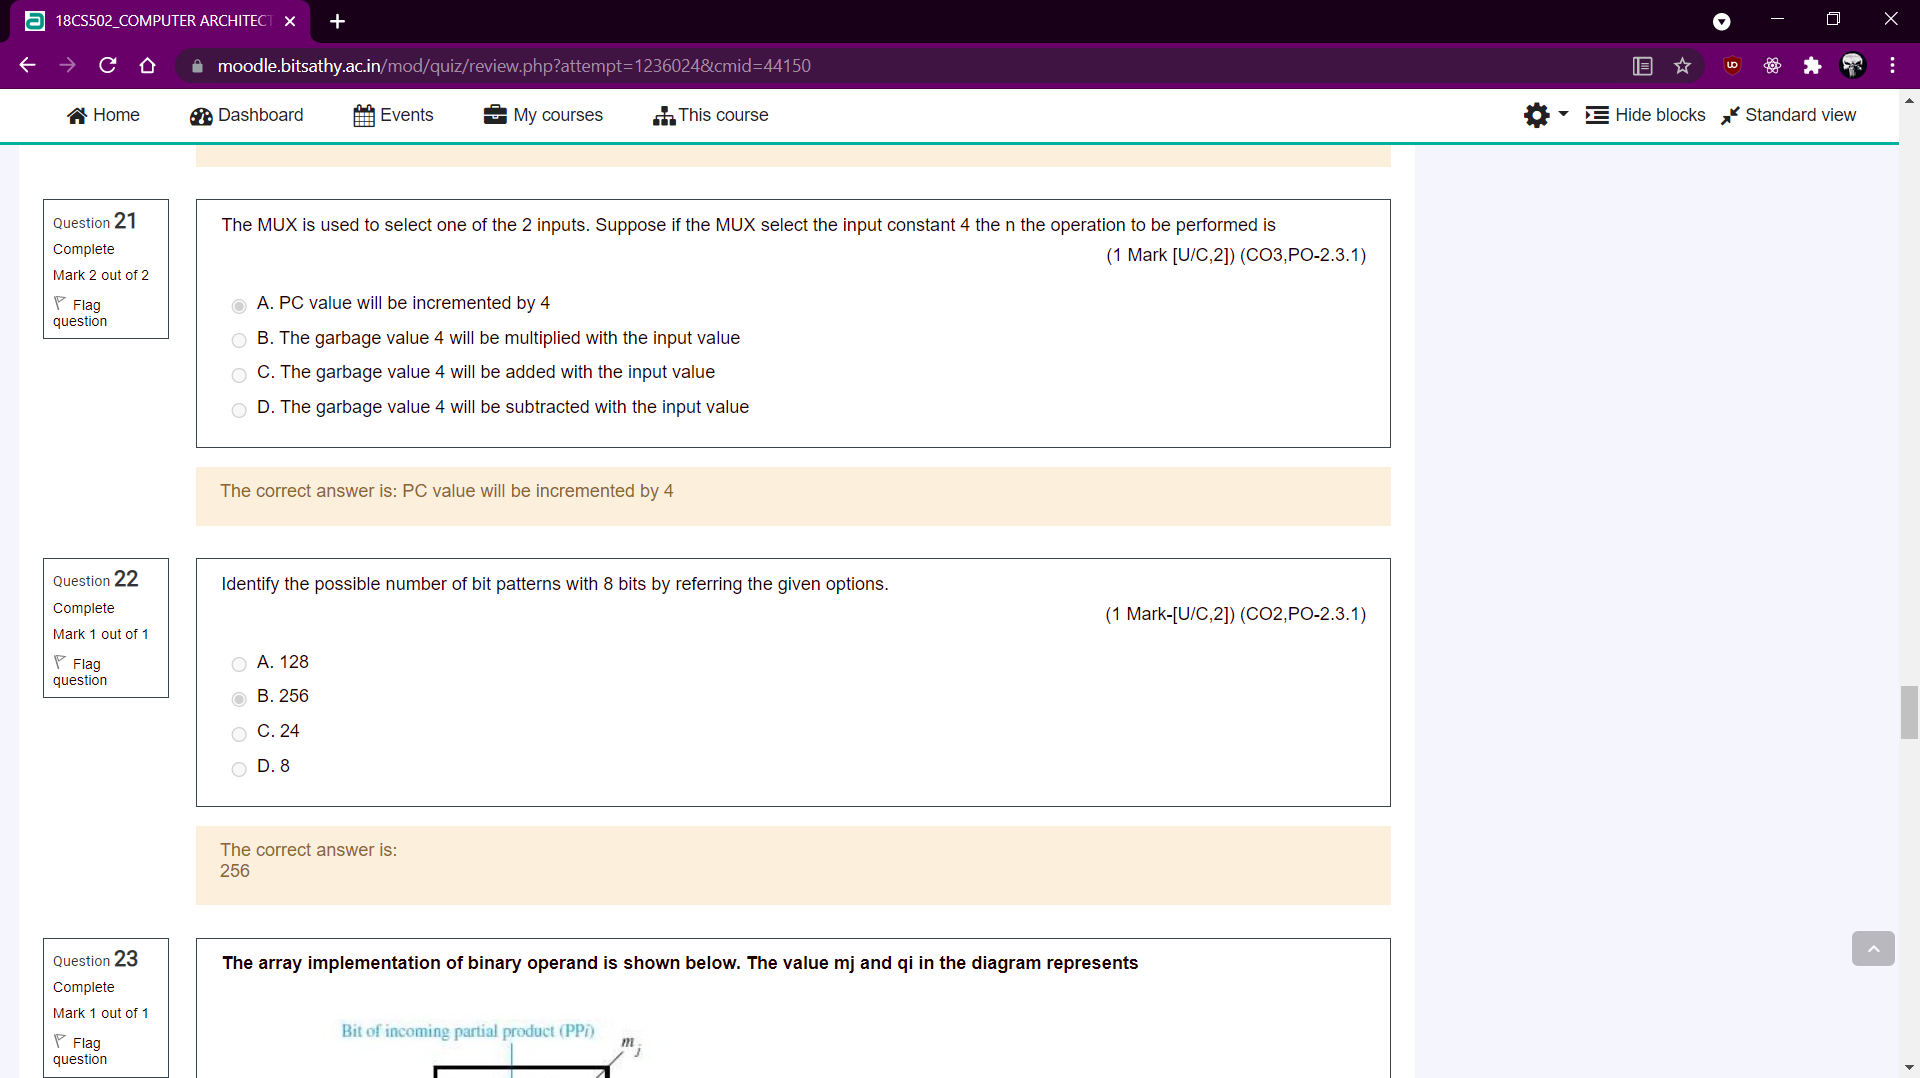 18CS502_COMPUTER ARCHITECT
moodle.bitsathy.ac.in/mod/quiz/review.php?attempt=1236024&cmid=44150
Home Dashboard Events My courses This course Hide blocks Standard view
Question 21
Complete
Mark 2 out of 2
Flag
question
The MUX is used to select one of the 2 inputs. Suppose if the MUX select the input constant 4 the n the operation to be performed is
(1 Mark [U/C,2]) (CO3,PO-2.3.1)
A. PC value will be incremented by 4
B. The garbage value 4 will be multiplied with the input value
C. The garbage value 4 will be added with the input value
D. The garbage value 4 will be subtracted with the input value
The correct answer is: PC value will be incremented by 4
Question 22
Complete
Mark 1 out of 1
Flag
question
Identify the possible number of bit patterns with 8 bits by referring the given options.
(1 Mark-[U/C,2]) (CO2,PO-2.3.1)
A. 128
B. 256
C. 24
D. 8
The correct answer is:
256
Question 23
Complete
Mark 1 out of 1
Flag
question
The array implementation of binary operand is shown below. The value mj and qi in the diagram represents
Bit of incoming partial product (PPi)
mj